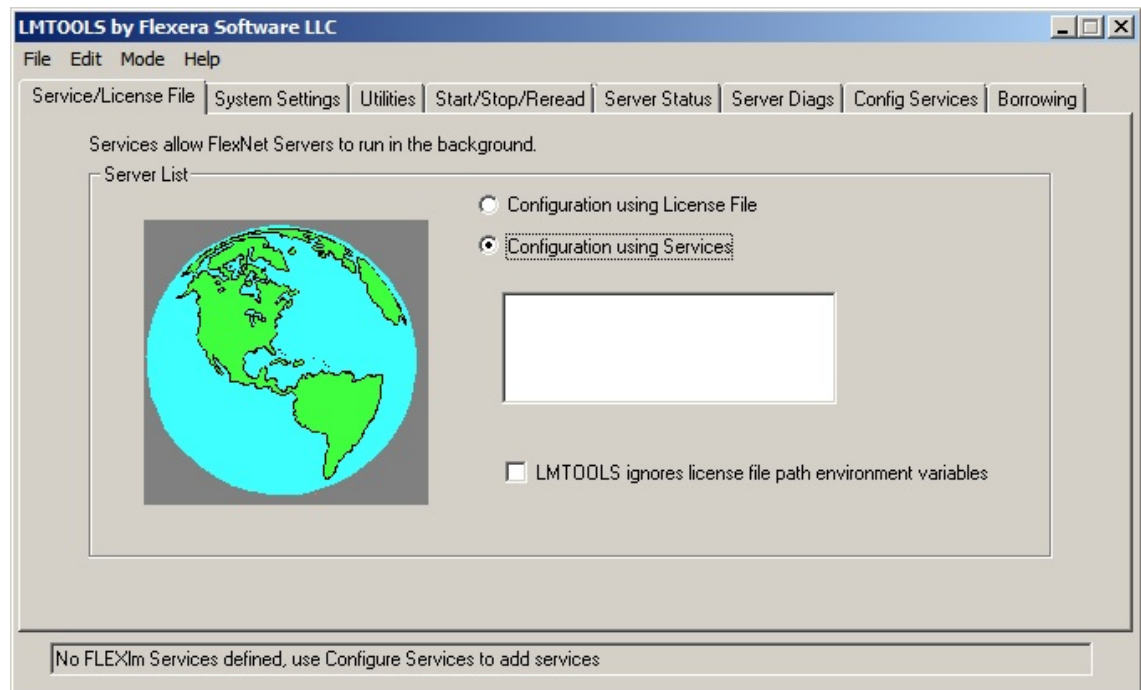 LMTOOLS by Flexera Software LLC
File Edit Mode Help
Service/License File System Settings Utilities Start/Stop/Reread Server Status Server Diags Config Services Borrowing
Services allow FlexNet Servers to run in the background.
Server List
Configuration using License File
Configuration using Services
LMTOOLS ignores license file path environment variables
No FLEXlm Services defined, use Configure Services to add services